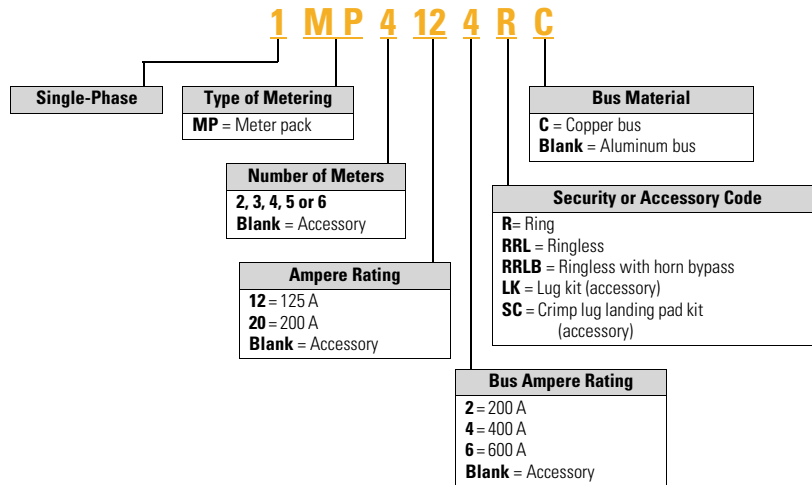 1 MP 4 12 4 R C
Single-Phase
Type of Metering
MP = Meter pack
Number of Meters
2, 3, 4, 5 or 6
Blank = Accessory
Ampere Rating
12 = 125 A
20 = 200 A
Blank = Accessory
Bus Material
C = Copper bus
Blank = Aluminum bus
Security or Accessory Code
R= Ring
RRL = Ringless
RRLB = Ringless with horn bypass
LK = Lug kit (accessory)
SC = Crimp lug landing pad kit
(accessory)
Bus Ampere Rating
2 = 200 A
4 = 400 A
6 = 600 A
Blank = Accessory